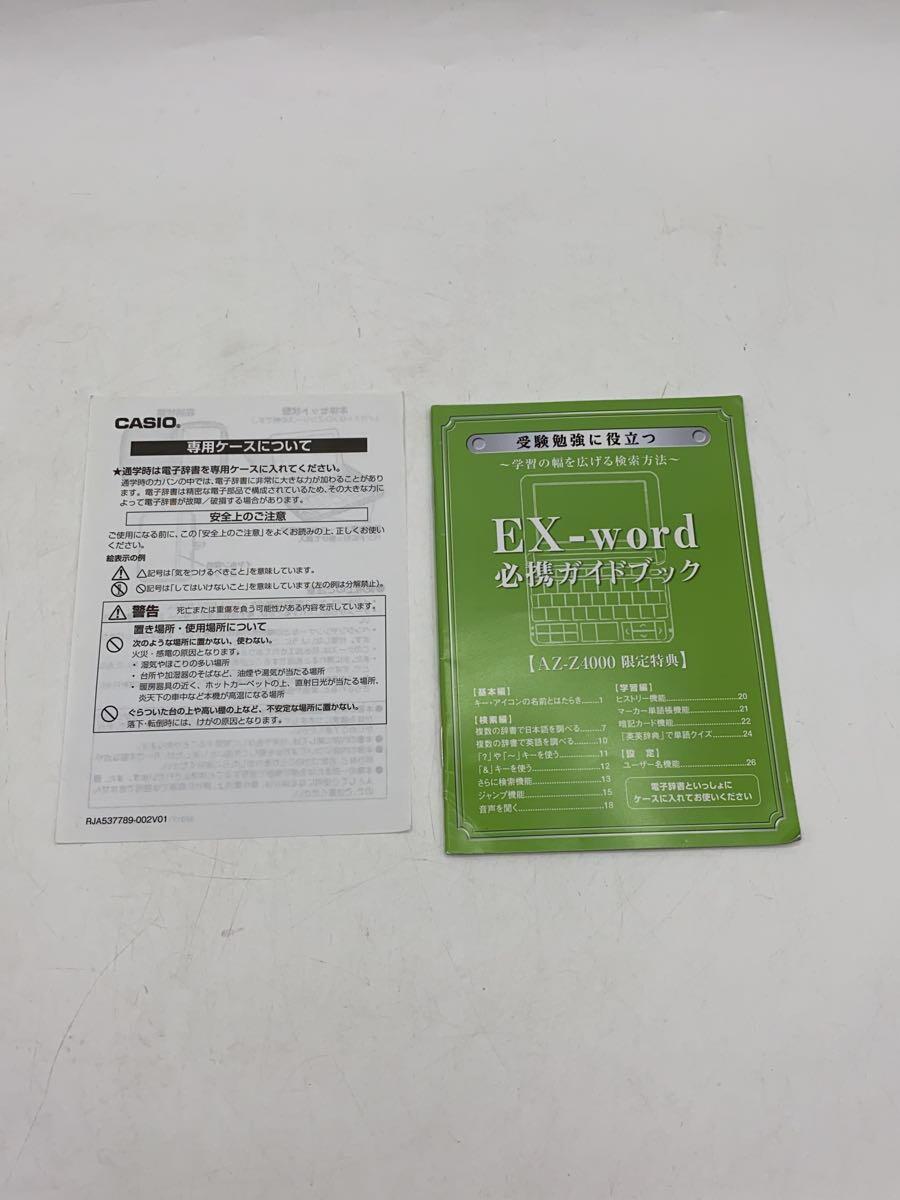 CASIO®
専用ケースについて
★通学時は電子辞書を専用ケースに入れてください。
通学時のカバンの中では、電子辞書に非常に大きな力が加わることがあり
ます。電子辞書は精密な電子部品で構成されているため、その大きな力に
よって電子辞書が故障/破損する場合があります。
安全上のご注意
ご使用になる前に、この「安全上のご注意」をよくお読みの上、正しくお使い
ください。
絵表示の例
△記号は「気をつけるべきこと」を意味しています。
🚫記号は「してはいけないこと」を意味しています(左の例は分解禁止)。
警告 死亡または重傷を負う可能性がある内容を示しています。
置き場所・使用場所について
次のような場所に置かない、使わない。
火災・感電の原因となります。
・湿気やほこりの多い場所
・台所や加湿器のそばなど、油煙や湯気が当たる場所
・暖房器具の近く、ホットカーペットの上、直射日光が当たる場所、
炎天下の車中など本機が高温になる場所
ぐらついた台の上や高い棚の上など、不安定な場所に置かない。
落下・転倒時には、けがの原因となります。
RJA537789-002V01
受験勉強に役立つ
〜学習の幅を広げる検索方法〜
EX-word
必携ガイドブック
【AZ-Z4000 限定特典】
【基本編】
キー・アイコンの名前とはたらき......1
【検索編】
複数の辞書で日本語を調べる.........7
複数の辞書で英語を調べる.........10
「?」や「〜」キーを使う.........11
「&」キーを使う.........12
さらに検索機能.........13
ジャンプ機能.........15
音声を聞く.........18
【学習編】
ヒストリー機能.........20
マーカー単語帳機能.........21
暗記カード機能.........22
「英英辞典」で単語クイズ.........24
【設 定】
ユーザー名機能.........26
電子辞書といっしょに
ケースに入れてお使いください